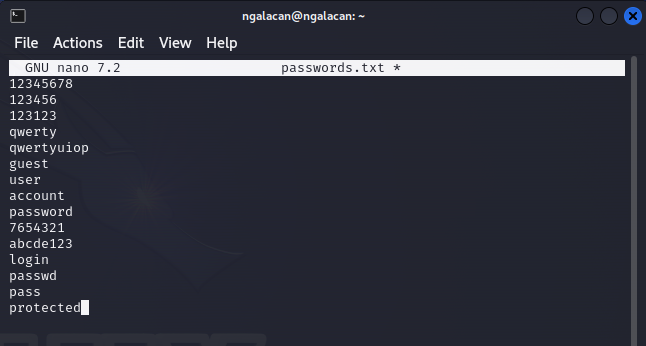 ngalacan@ngalacan: ~
File Actions Edit View Help
GNU nano 7.2 passwords.txt *
12345678
123456
123123
qwerty
qwertyuiop
guest
user
account
password
7654321
abcde123
login
passwd
pass
protected